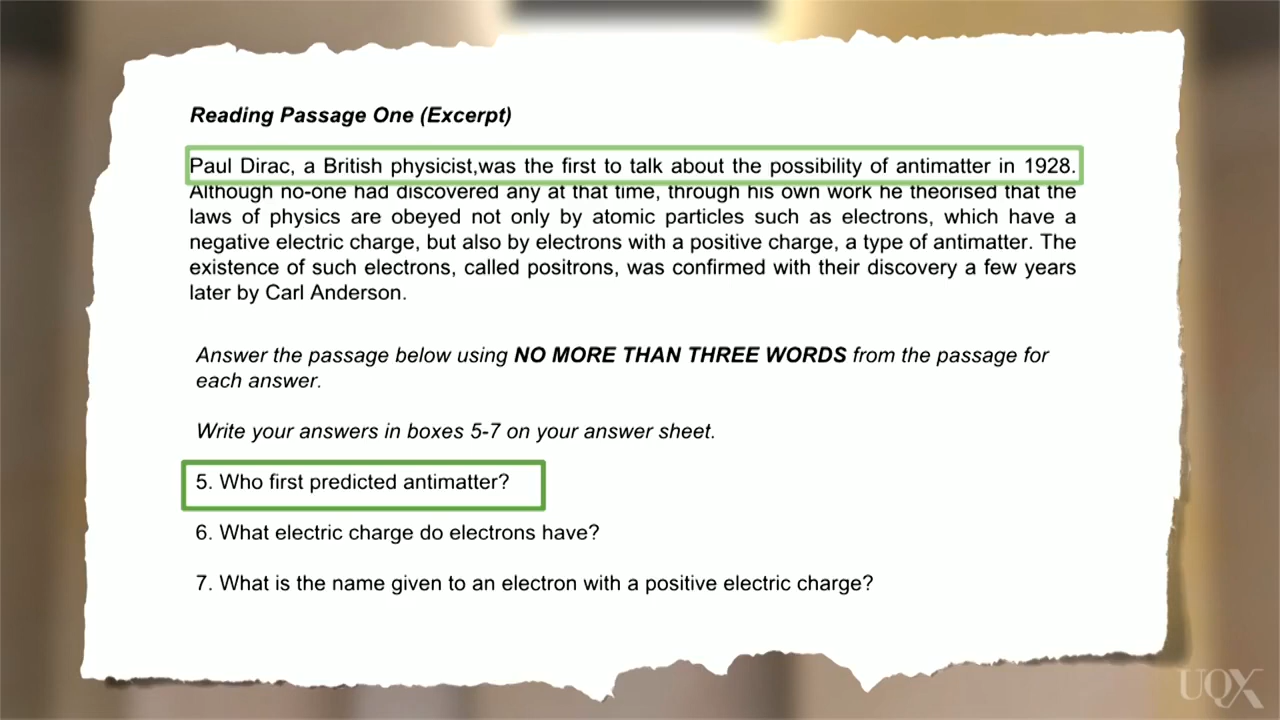 Reading Passage One (Excerpt)
Paul Dirac, a British physicist,was the first to talk about the possibility of antimatter in 1928.
Although no-one had discovered any at that time, through his own work he theorised that the
laws of physics are obeyed not only by atomic particles such as electrons, which have a
negative electric charge, but also by electrons with a positive charge, a type of antimatter. The
existence of such electrons, called positrons, was confirmed with their discovery a few years
later by Carl Anderson.
Answer the passage below using NO MORE THAN THREE WORDS from the passage for
each answer.
Write your answers in boxes 5-7 on your answer sheet.
5. Who first predicted antimatter?
6. What electric charge do electrons have?
7. What is the name given to an electron with a positive electric charge?
UQX